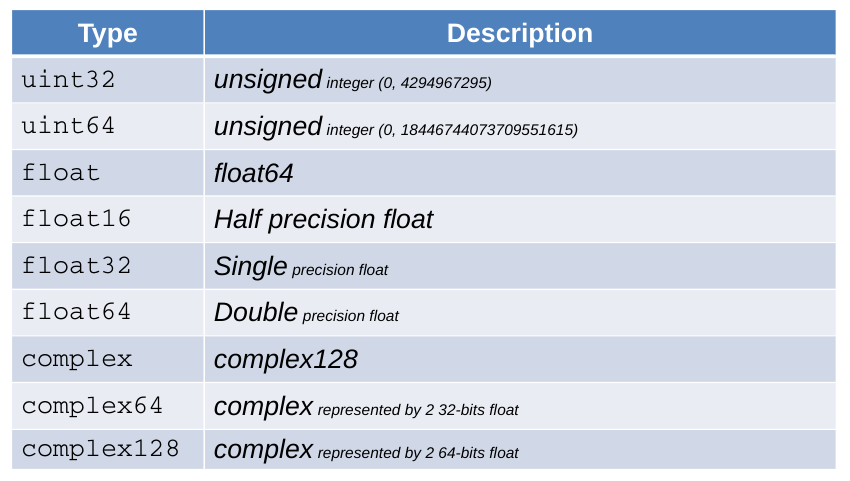 Type Description
uint32 unsigned integer (0, 4294967295)
uint64 unsigned integer (0, 18446744073709551615)
float float64
float16 Half precision float
float32 Single precision float
float64 Double precision float
complex complex128
complex64 complex represented by 2 32-bits float
complex128 complex represented by 2 64-bits float